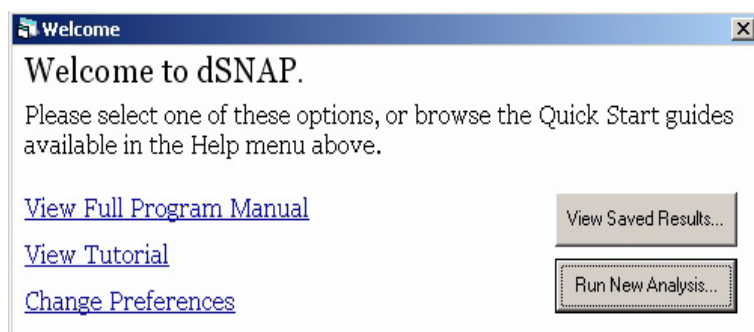 Welcome
Welcome to dSNAP.
Please select one of these options, or browse the Quick Start guides
available in the Help menu above.
View Full Program Manual
View Saved Results...
View Tutorial
Run New Analysis...
Change Preferences